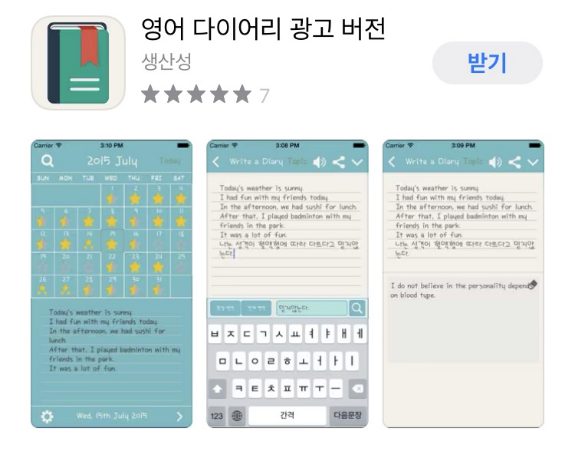 영어 다이어리 광고 버전
생산성
7
받기
Carrier 3:10 PM
2015 July Today
SUN MON TUE WED THU FRI SAT
Today's weather is sunny.
I had fun with my friends today.
In the afternoon, we had sushi for
lunch.
After that, I played badminton with my
friends in the park.
It was a lot of fun.
Wed, 15th July 2015
Carrier 3:08 PM
Write a Diary Topic
Today's weather is sunny.
I had fun with my friends today.
In the afternoon, we had sushi for lunch.
After that, I played badminton with my
friends in the park.
It was a lot of fun.
나는 성격이 혈액형에 따라 다르다고 믿지않
는다.
믿지않는다.
ㅂ ㅈ ㄷ ㄱ ㅅ ㅛ ㅕ ㅑ ㅐ ㅔ
ㅁ ㄴ ㅇ ㄹ ㅎ ㅗ ㅓ ㅏ ㅣ
ㅋ ㅌ ㅊ ㅍ ㅠ ㅜ ㅡ
123 간격 다음문장
Carrier 3:09 PM
Write a Diary Topic
Today's weather is sunny.
I had fun with my friends today.
In the afternoon, we had sushi for lunch.
After that, I played badminton with my
friends in the park.
It was a lot of fun.
나는 성격이 혈액형에 따라 다르다고 믿지않
는다.
I do not believe in the personality depend
on blood type.